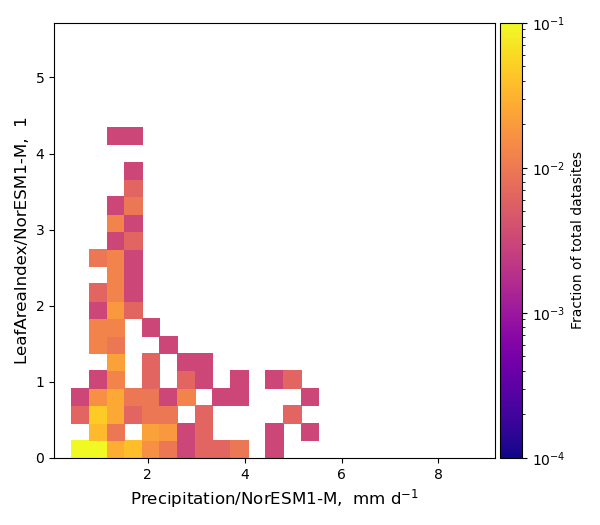 LeafAreaIndex/NorESM1-M,  1
5
4
3
2
1
0
2 4 6 8
Precipitation/NorESM1-M,  mm d⁻¹
10⁻¹
10⁻²
10⁻³
10⁻⁴
Fraction of total datasites